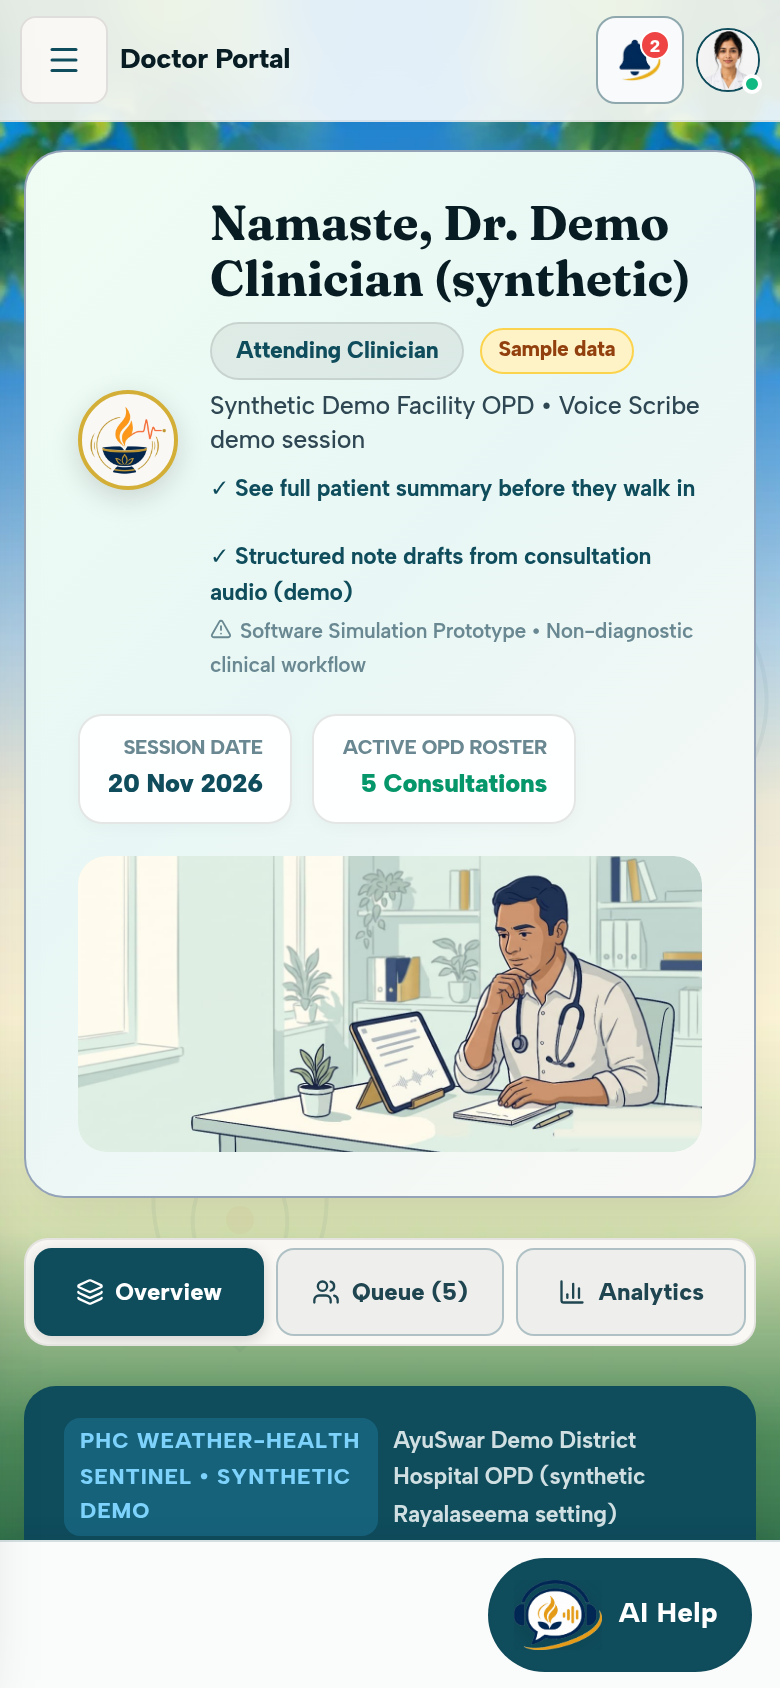 Doctor Portal
2
Namaste, Dr. Demo
Clinician (synthetic)
Attending Clinician
Sample data
Synthetic Demo Facility OPD • Voice Scribe
demo session
✓ See full patient summary before they walk in
✓ Structured note drafts from consultation
audio (demo)
Software Simulation Prototype • Non-diagnostic
clinical workflow
SESSION DATE
20 Nov 2026
ACTIVE OPD ROSTER
5 Consultations
Overview
Queue (5)
Analytics
PHC WEATHER-HEALTH
SENTINEL • SYNTHETIC
DEMO
AyuSwar Demo District
Hospital OPD (synthetic
Rayalaseema setting)
AI Help